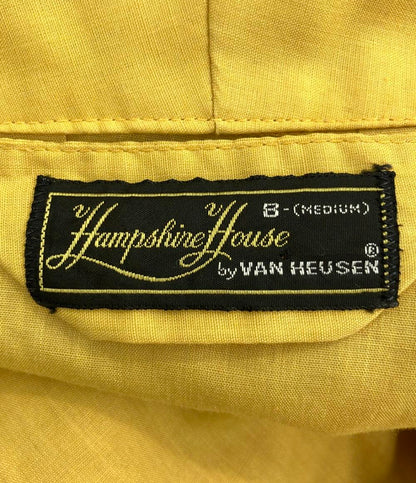 B-(MEDIUM)
Hampshire House
by VAN HEUSEN®